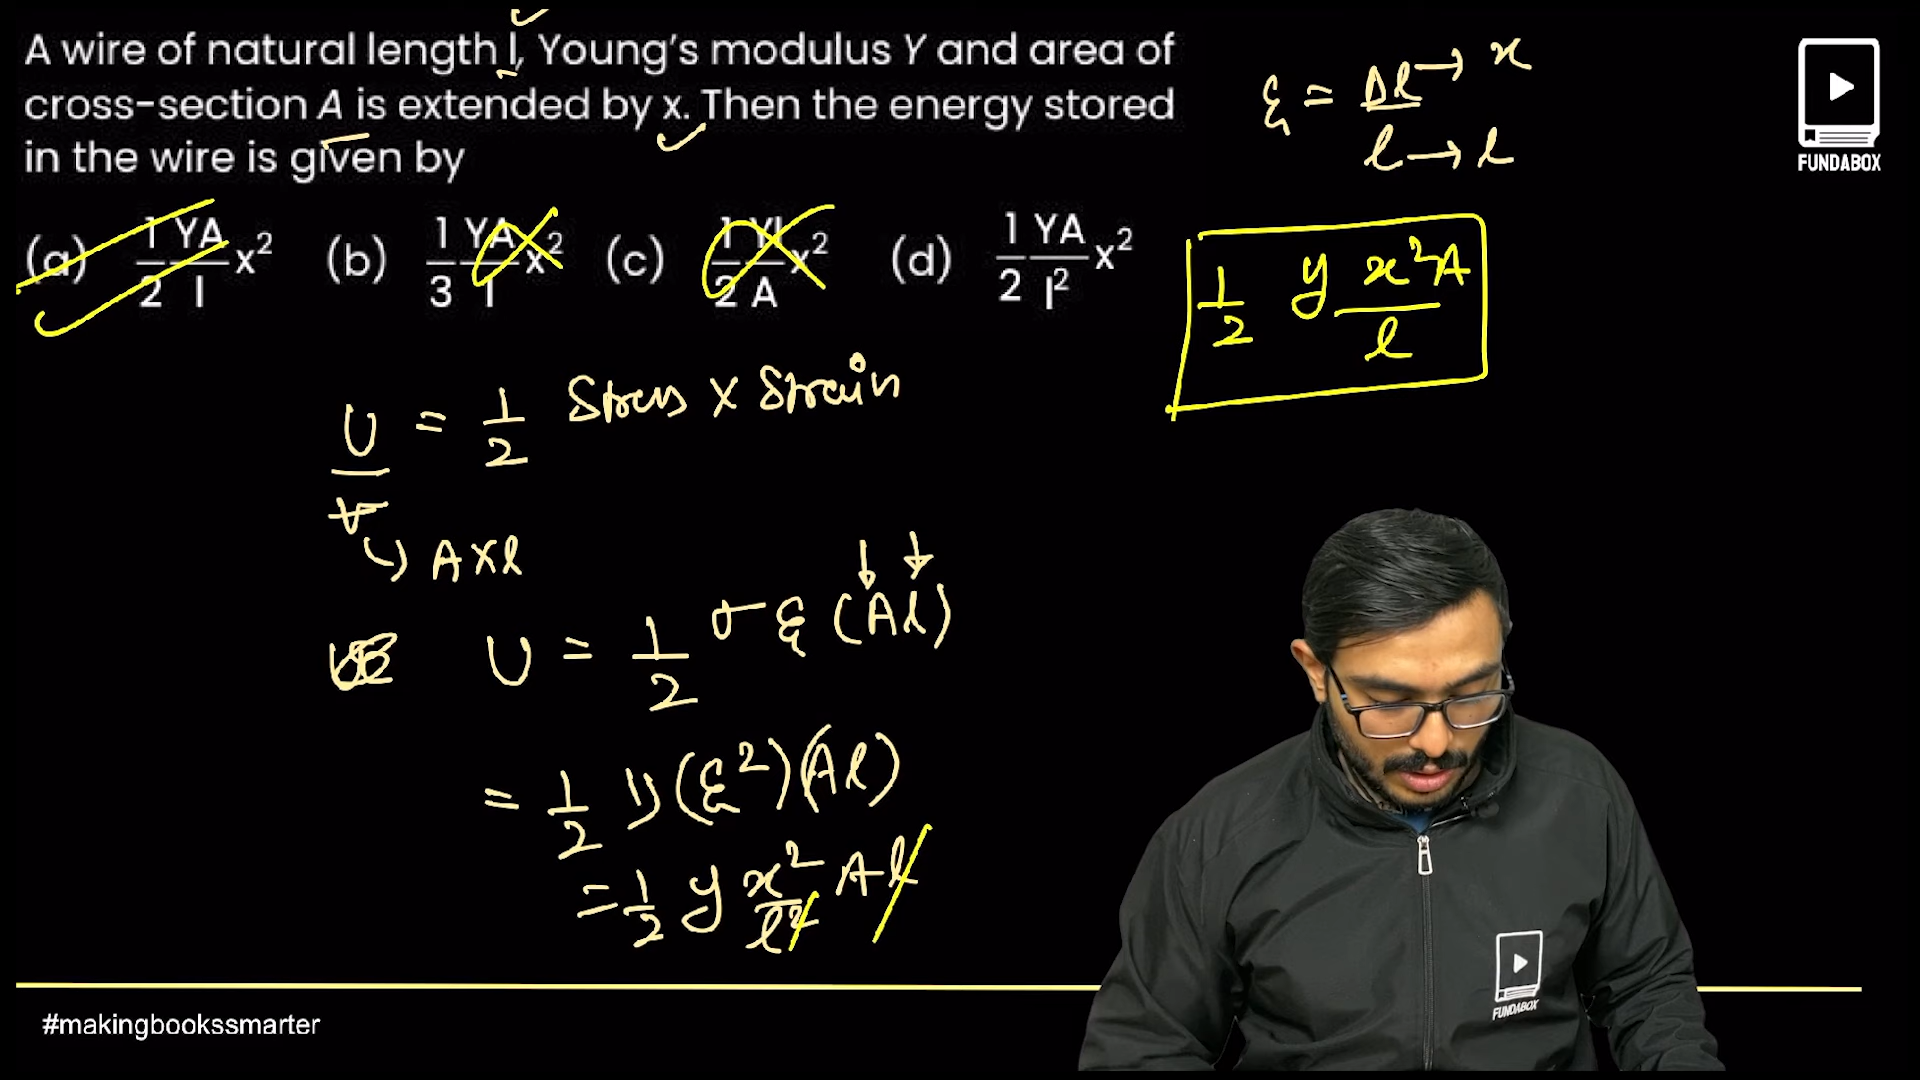 A wire of natural length l, Young's modulus Y and area of
cross-section A is extended by x. Then the energy stored
in the wire is given by
(a) 1/2 YA/l x² (b) 1/3 YA/l x² (c) 1/2 Yl/A x² (d) 1/2 YA/l² x²
ε = Δl/l → x
→ l
1/2 y x²A/l
U/V = 1/2 Stress × Strain
↳ A×l
U = 1/2 σ ε (Al)
= 1/2 y (ε²)(Al)
= 1/2 y x²/l² Al
FUNDABOX
FUNDABOX
#makingbookssmarter